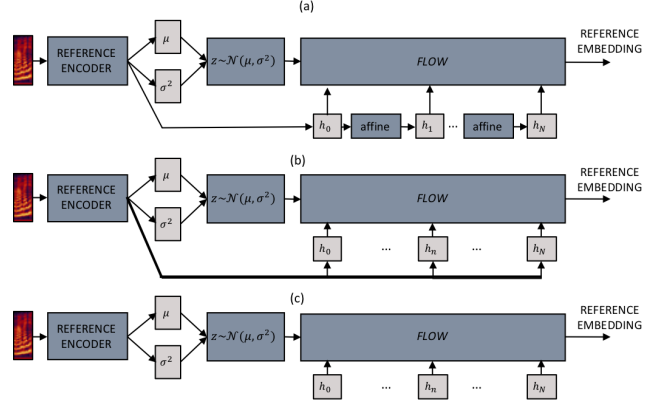 (a)
REFERENCE
ENCODER
μ
σ²
z~𝒩(μ, σ²)
FLOW
REFERENCE
EMBEDDING
h₀
affine
h₁
...
affine
h_N
(b)
REFERENCE
ENCODER
μ
σ²
z~𝒩(μ, σ²)
FLOW
REFERENCE
EMBEDDING
h₀
...
h_n
...
h_N
(c)
REFERENCE
ENCODER
μ
σ²
z~𝒩(μ, σ²)
FLOW
REFERENCE
EMBEDDING
h₀
...
h_n
...
h_N